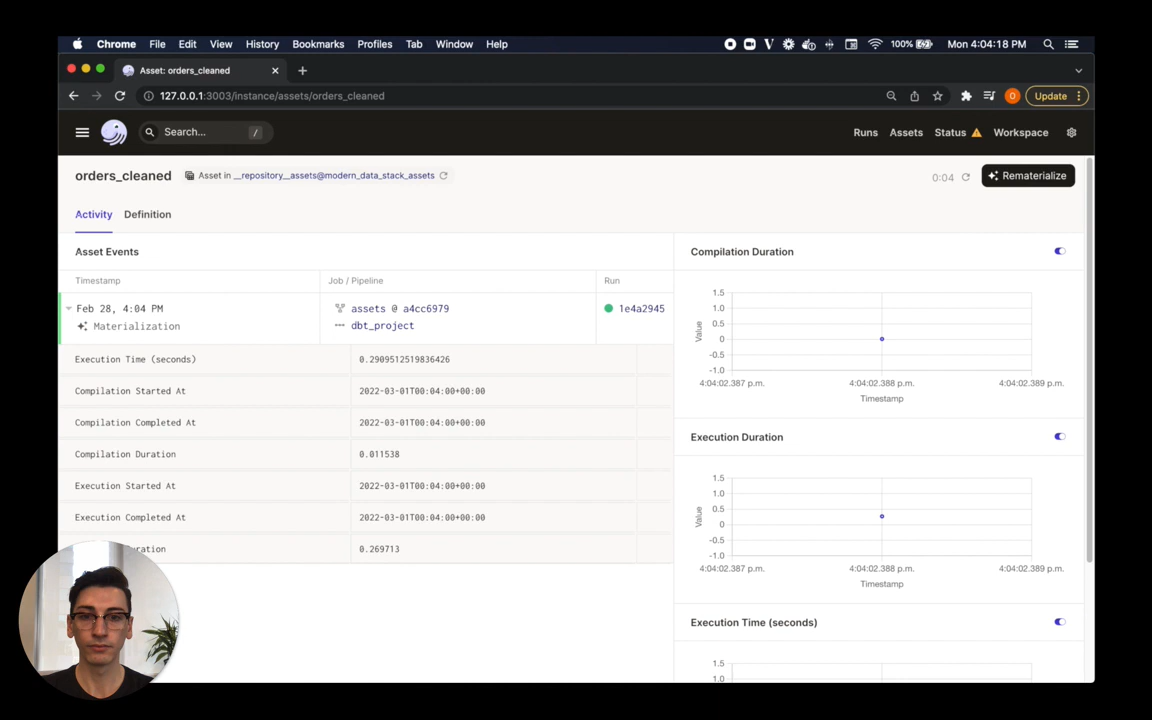 Chrome File Edit View History Bookmarks Profiles Tab Window Help 100% Mon 4:04:18 PM
Asset: orders_cleaned
127.0.0.1:3003/instance/assets/orders_cleaned Update
Search... / Runs Assets Status Workspace
orders_cleaned Asset in __repository__assets@modern_data_stack_assets 0:04 Rematerialize
Activity Definition
Asset Events
Timestamp Job / Pipeline Run
Feb 28, 4:04 PM assets @ a4cc6979 1e4a2945
Materialization dbt_project
Execution Time (seconds) 0.2909512519836426
Compilation Started At 2022-03-01T00:04:00+00:00
Compilation Completed At 2022-03-01T00:04:00+00:00
Compilation Duration 0.011538
Execution Started At 2022-03-01T00:04:00+00:00
Execution Completed At 2022-03-01T00:04:00+00:00
uration 0.269713
Compilation Duration
1.5
1.0
0.5
0
-0.5
-1.0
Value
4:04:02.387 p.m. 4:04:02.388 p.m. 4:04:02.389 p.m.
Timestamp
Execution Duration
1.5
1.0
0.5
0
-0.5
-1.0
Value
4:04:02.387 p.m. 4:04:02.388 p.m. 4:04:02.389 p.m.
Timestamp
Execution Time (seconds)
1.5
1.0